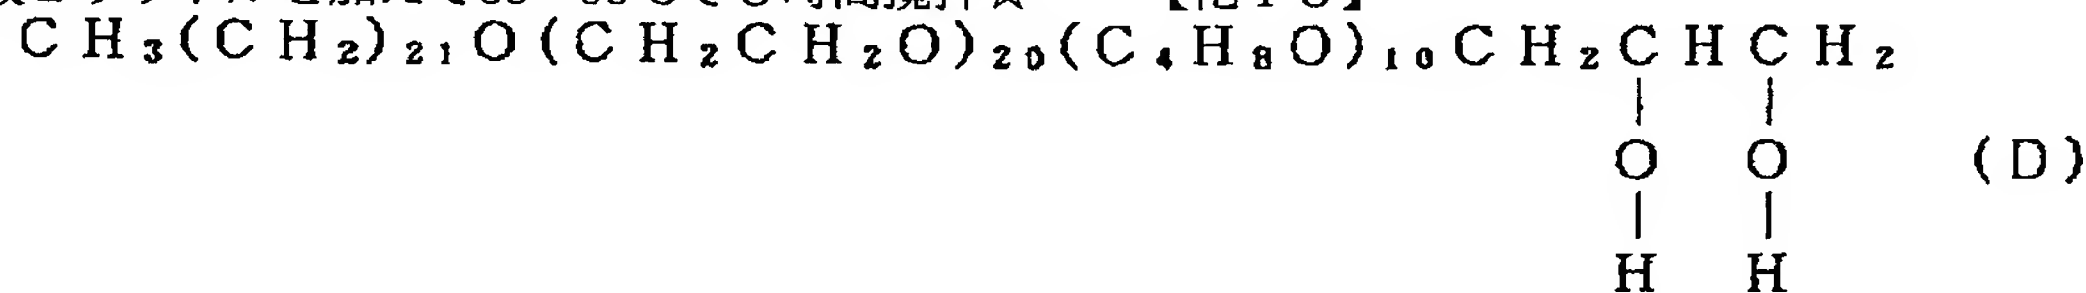 CH₃(CH₂)₂₁O(CH₂CH₂O)₂₀(C₄H₈O)₁₀CH₂CHCH₂
O O (D)
H H